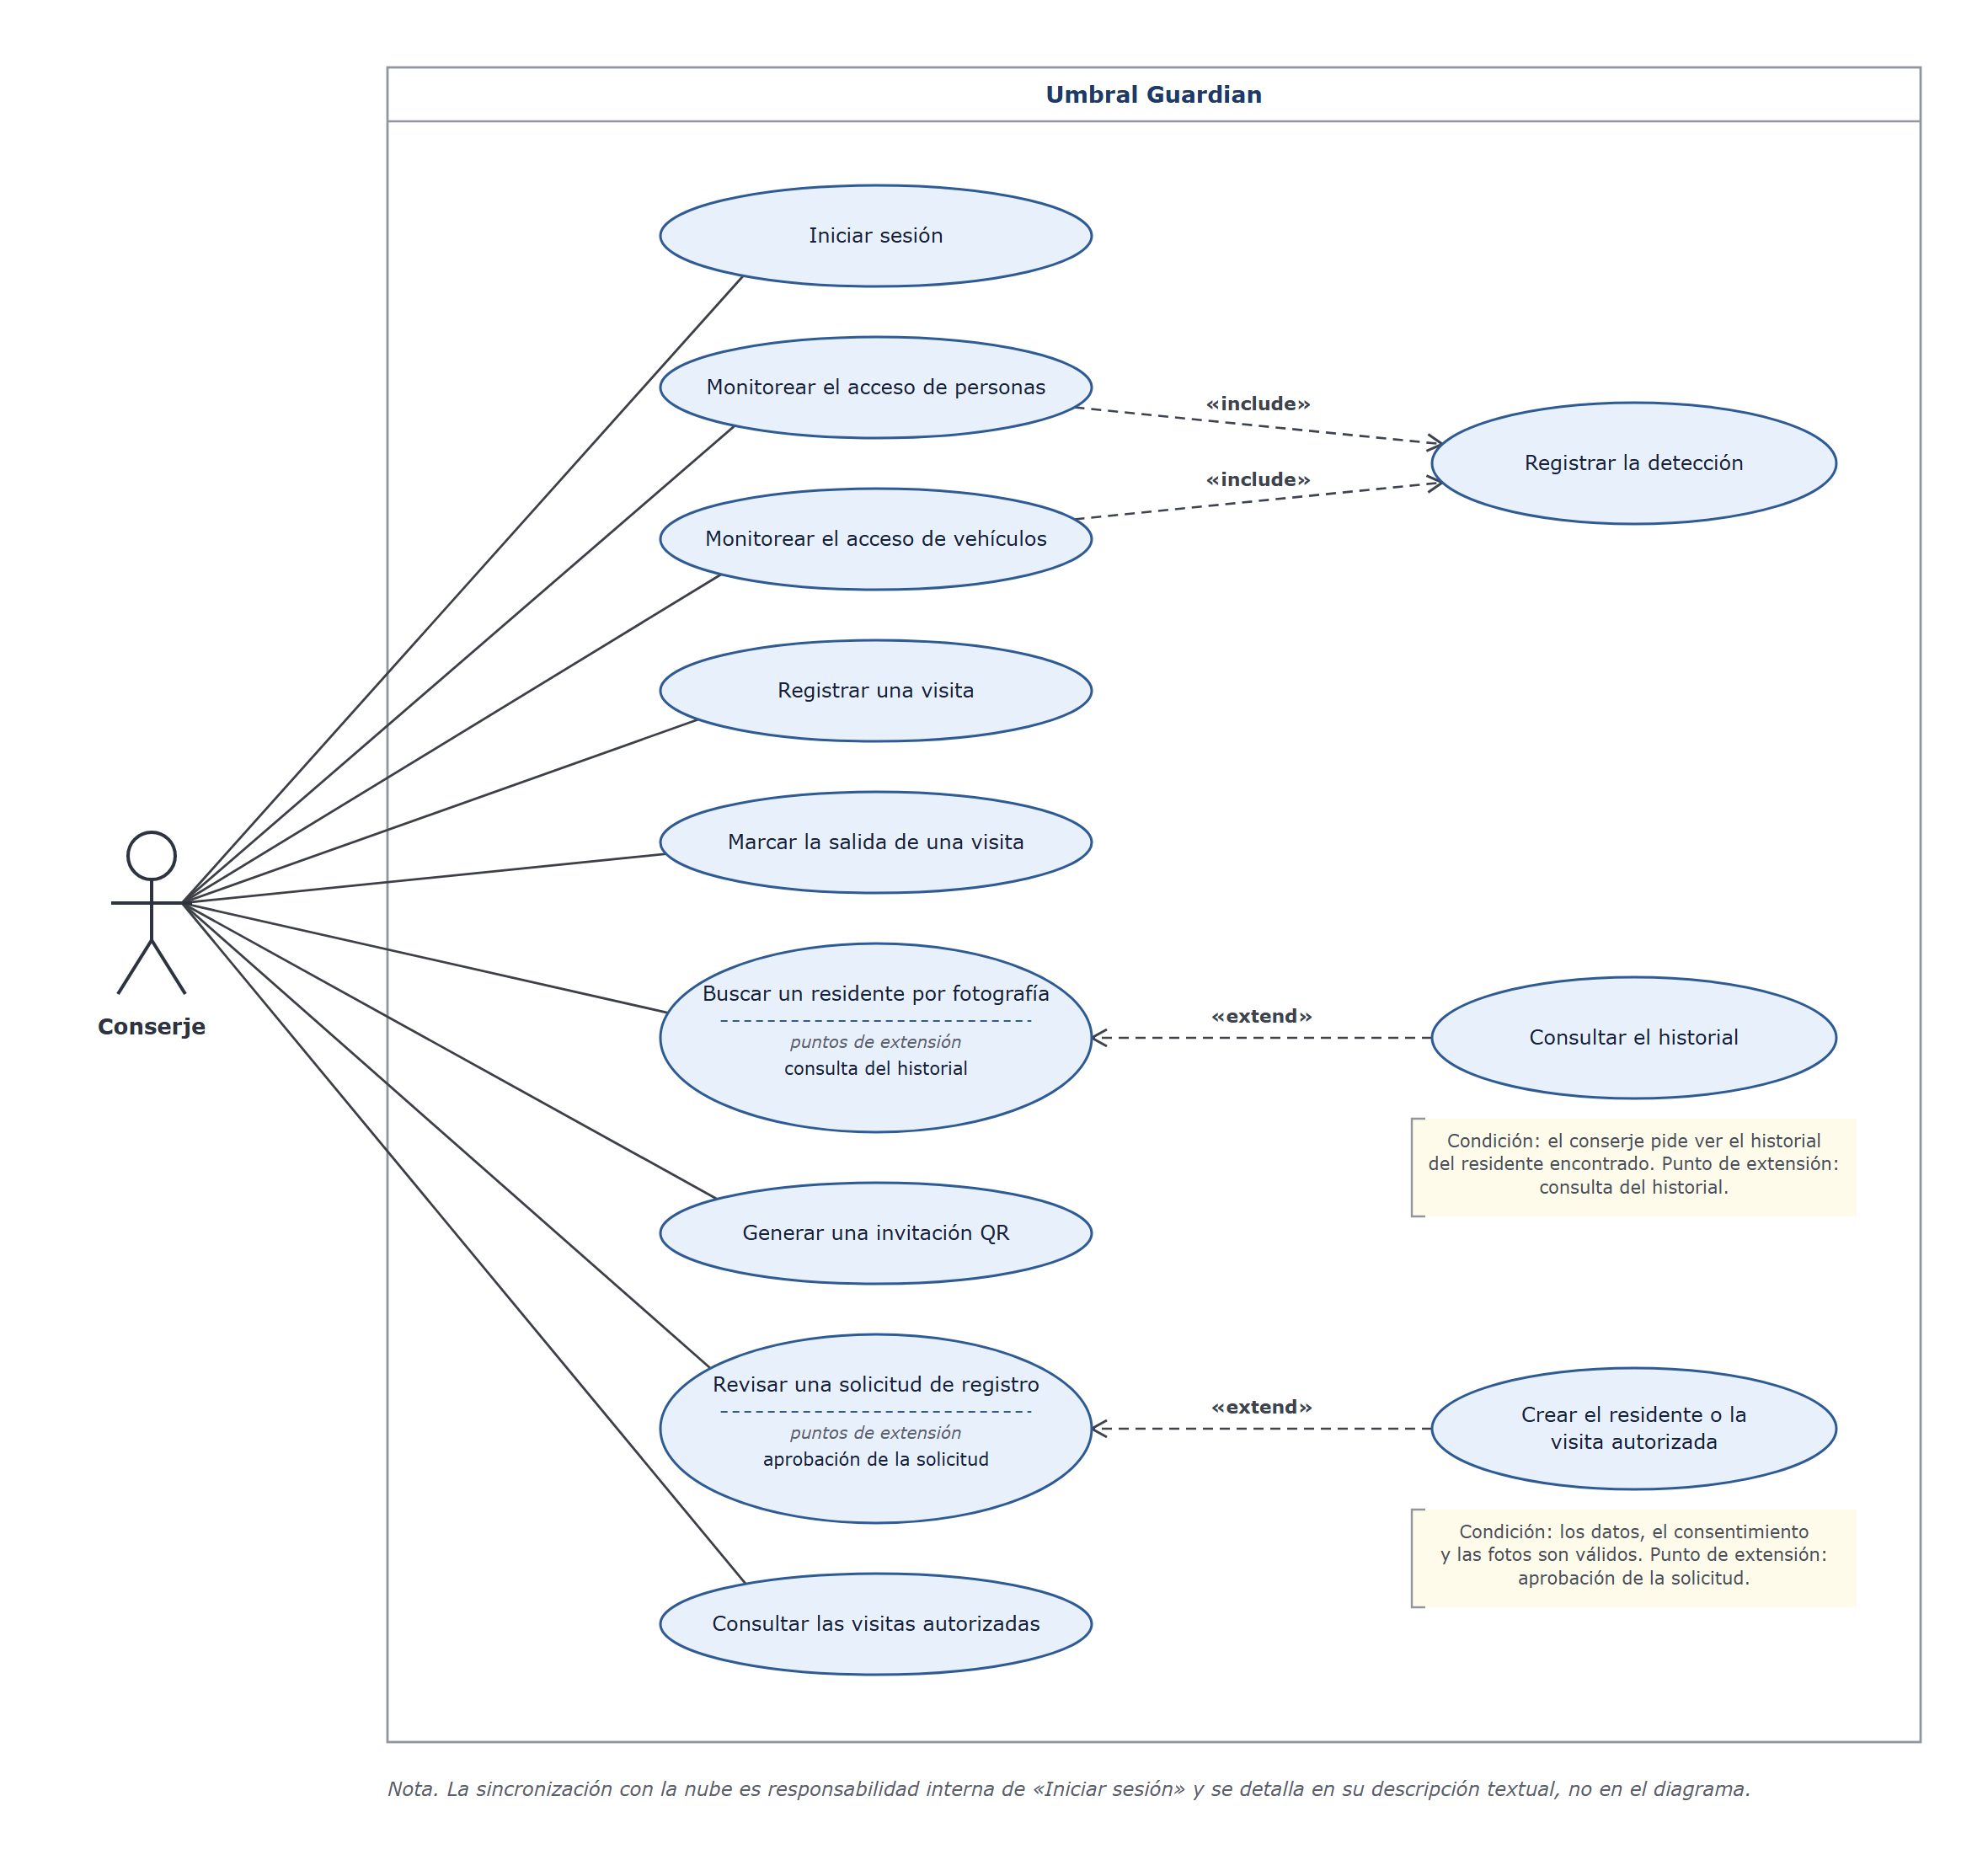 Umbral Guardian
Iniciar sesión
Monitorear el acceso de personas
«include»
Registrar la detección
«include»
Monitorear el acceso de vehículos
Registrar una visita
Marcar la salida de una visita
Conserje
Buscar un residente por fotografía
puntos de extensión
consulta del historial
«extend»
Consultar el historial
Condición: el conserje pide ver el historial
del residente encontrado. Punto de extensión:
consulta del historial.
Generar una invitación QR
Revisar una solicitud de registro
puntos de extensión
aprobación de la solicitud
«extend»
Crear el residente o la
visita autorizada
Condición: los datos, el consentimiento
y las fotos son válidos. Punto de extensión:
aprobación de la solicitud.
Consultar las visitas autorizadas
Nota. La sincronización con la nube es responsabilidad interna de «Iniciar sesión» y se detalla en su descripción textual, no en el diagrama.